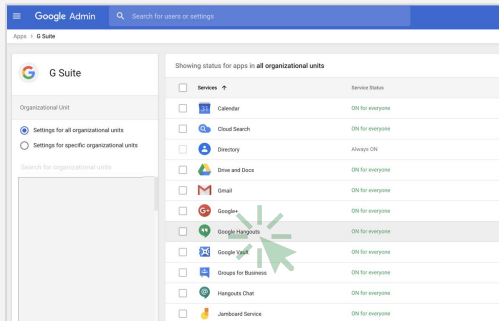 Google Admin
Search for users or settings
Apps > G Suite
G Suite
Organizational Unit
Settings for all organizational units
Settings for specific organizational units
Search for organizational units
Showing status for apps in all organizational units
Services ↑ Service Status
31 Calendar ON for everyone
Cloud Search ON for everyone
Directory Always ON
Drive and Docs ON for everyone
Gmail ON for everyone
G+ Google+ ON for everyone
Google Hangouts ON for everyone
Google Vault ON for everyone
Groups for Business ON for everyone
@ Hangouts Chat ON for everyone
Jamboard Service ON for everyone